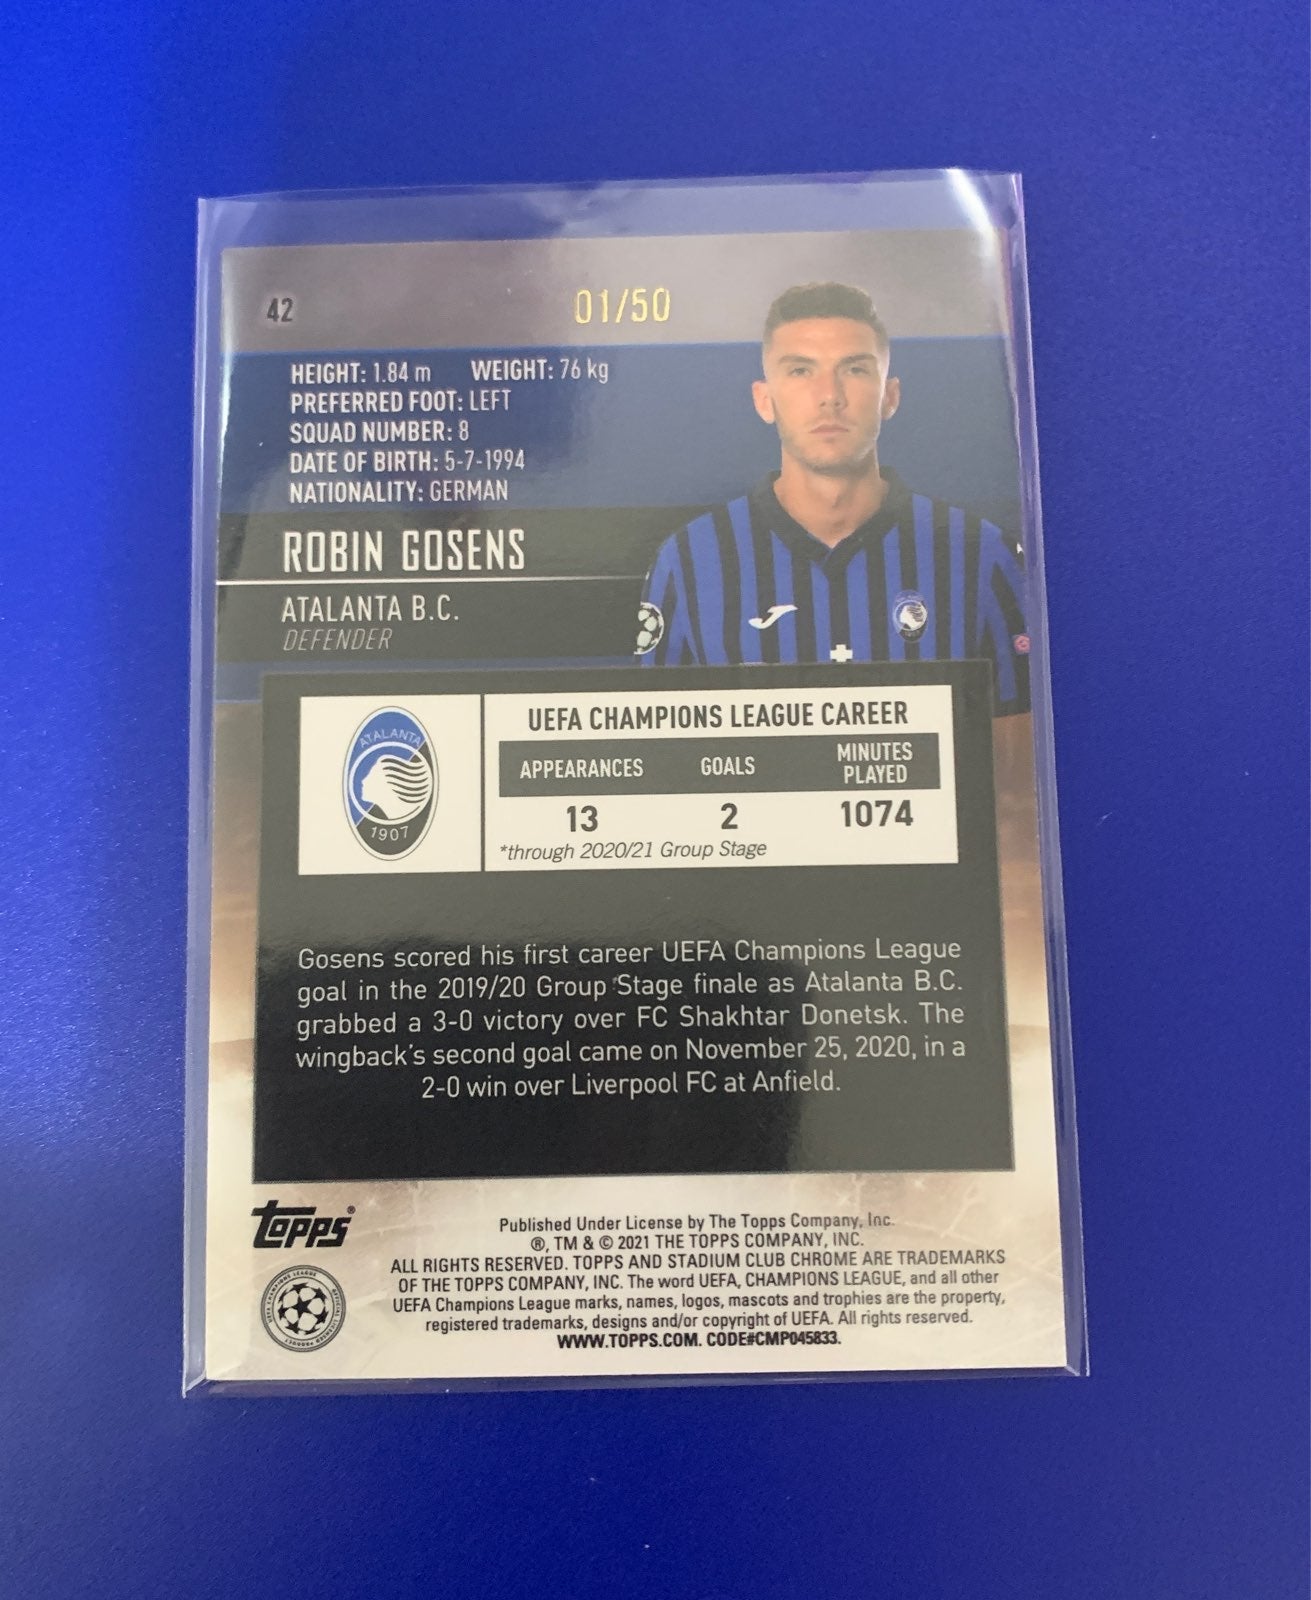 42
01/50
HEIGHT: 1.84 m WEIGHT: 76 kg
PREFERRED FOOT: LEFT
SQUAD NUMBER: 8
DATE OF BIRTH: 5-7-1994
NATIONALITY: GERMAN
ROBIN GOSENS
ATALANTA B.C.
DEFENDER
ATALANTA
1907
UEFA CHAMPIONS LEAGUE CAREER
APPEARANCES GOALS MINUTES PLAYED
13 2 1074
*through 2020/21 Group Stage
Gosens scored his first career UEFA Champions League
goal in the 2019/20 Group Stage finale as Atalanta B.C.
grabbed a 3-0 victory over FC Shakhtar Donetsk. The
wingback's second goal came on November 25, 2020, in a
2-0 win over Liverpool FC at Anfield.
topps®
Published Under License by The Topps Company, Inc.
®, TM & © 2021 THE TOPPS COMPANY, INC.
ALL RIGHTS RESERVED. TOPPS AND STADIUM CLUB CHROME ARE TRADEMARKS
OF THE TOPPS COMPANY, INC. The word UEFA, CHAMPIONS LEAGUE, and all other
UEFA Champions League marks, names, logos, mascots and trophies are the property,
registered trademarks, designs and/or copyright of UEFA. All rights reserved.
WWW.TOPPS.COM. CODE#CMP045833.
UEFA CHAMPIONS LEAGUE OFFICIAL LICENSED PRODUCT